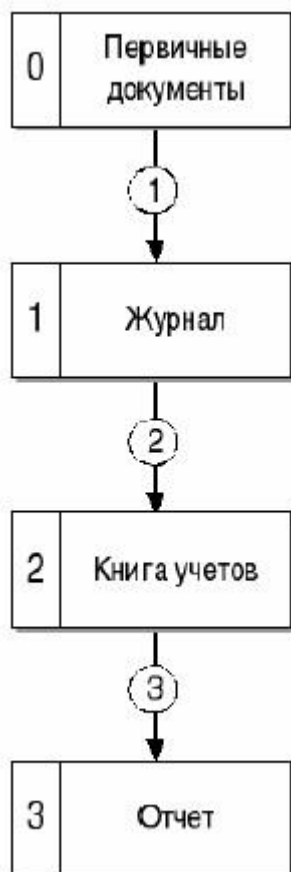 0
Первичные
документы
1
1
Журнал
2
2
Книга учетов
3
3
Отчет